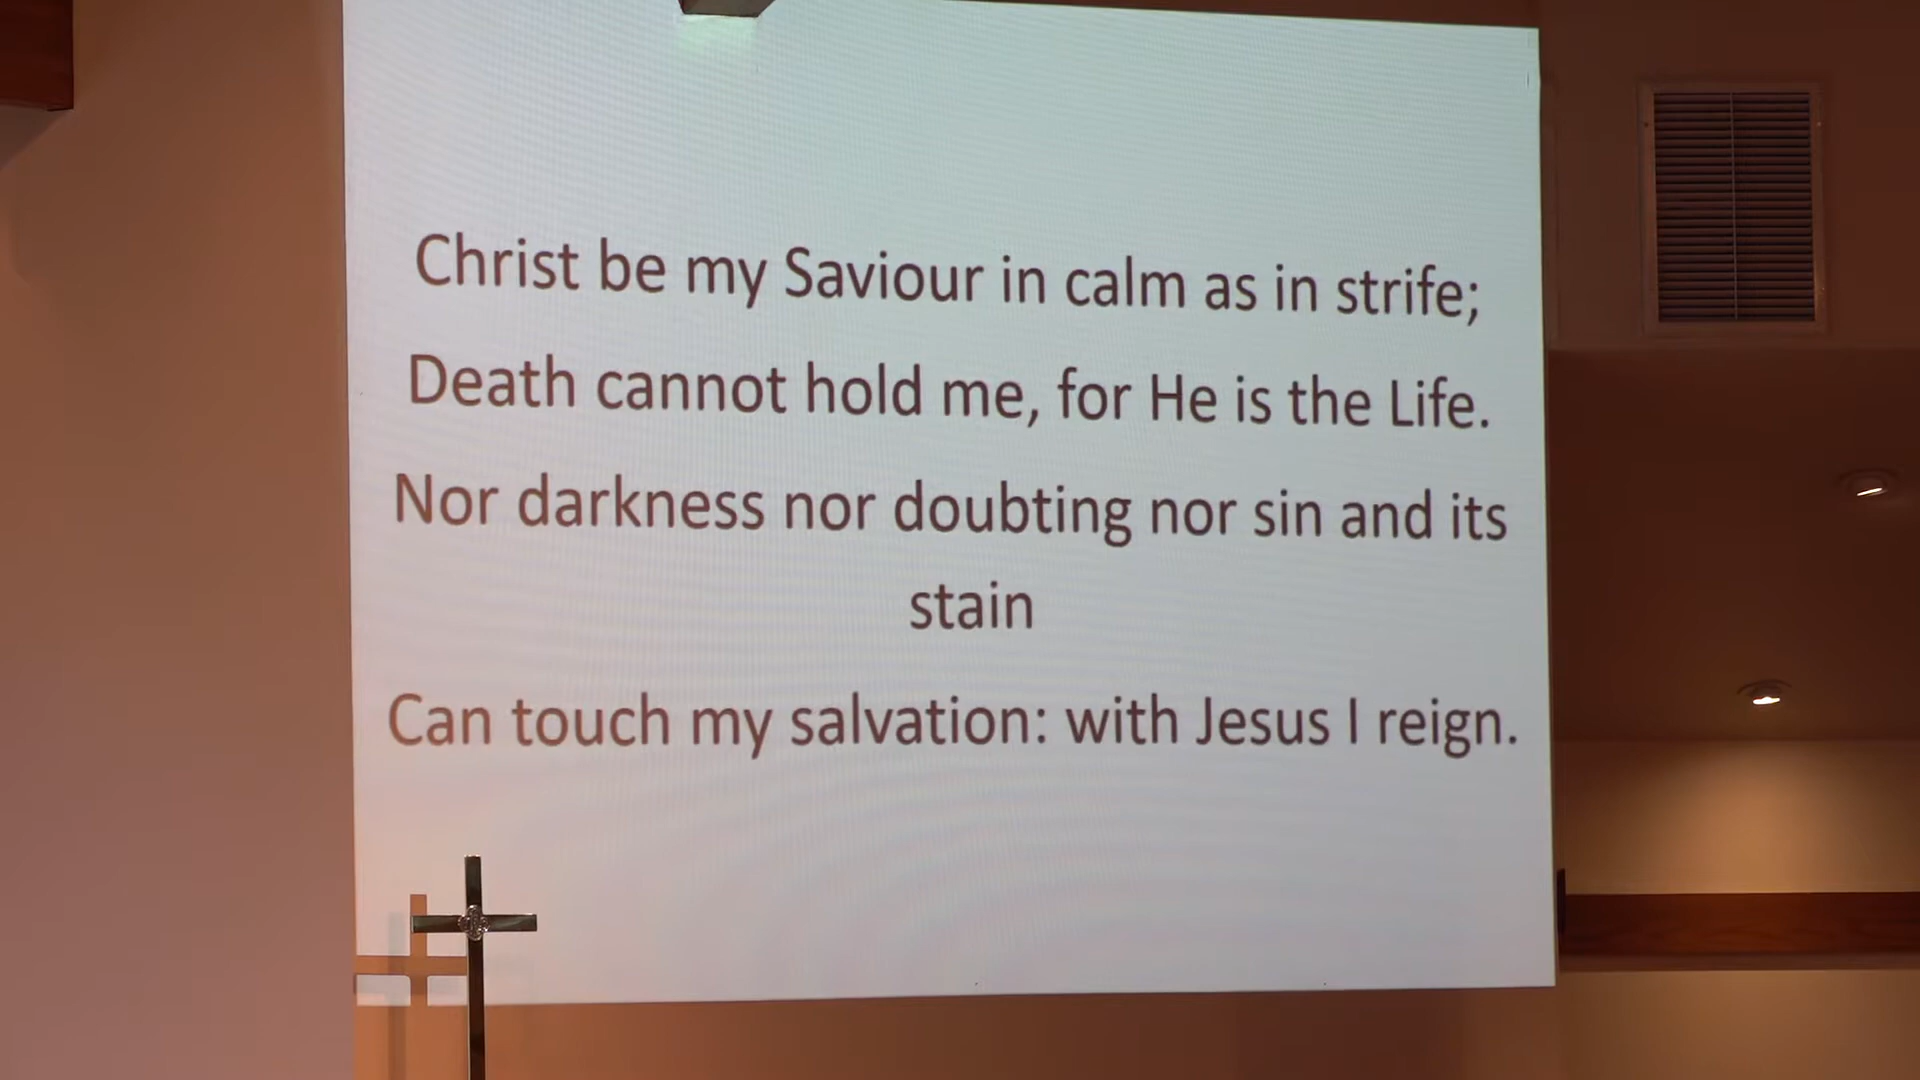 Christ be my Saviour in calm as in strife;
Death cannot hold me, for He is the Life.
Nor darkness nor doubting nor sin and its
stain
Can touch my salvation: with Jesus I reign.